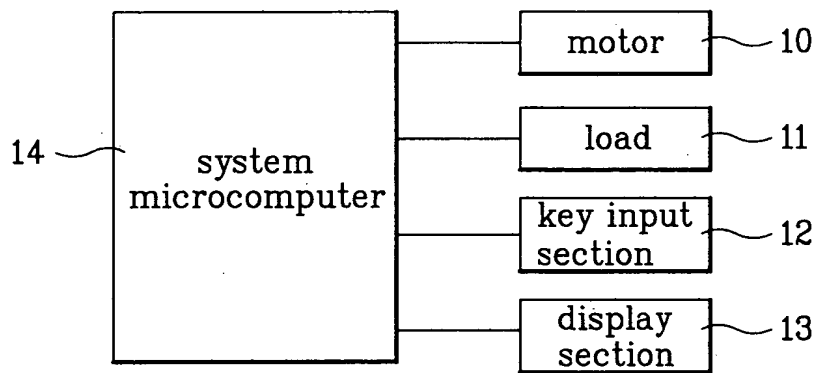 motor
10
load
11
14
system
microcomputer
key input
section
12
display
section
13